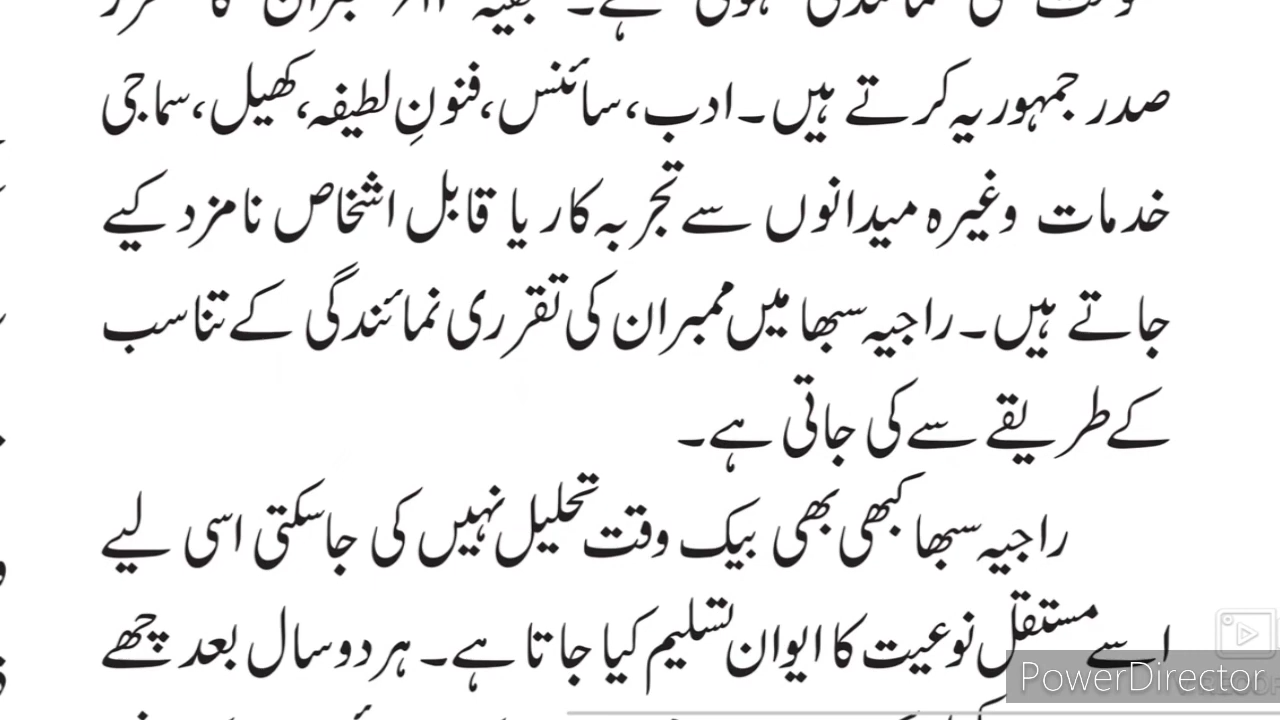 صدر جمہوریہ کرتے ہیں۔ ادب، سائنس، فنونِ لطیفہ، کھیل، سماجی
خدمات وغیرہ میدانوں سے تجربہ کار یا قابل اشخاص نامزد کیے
جاتے ہیں۔ راجیہ سبھا میں ممبران کی تقرری نمائندگی کے تناسب
کے طریقے سے کی جاتی ہے۔
راجیہ سبھا کبھی بھی بیک وقت تحلیل نہیں کی جاسکتی اسی لیے
اسے مستقل نوعیت کا ایوان تسلیم کیا جاتا ہے۔ ہر دو سال بعد چھے
PowerDirector